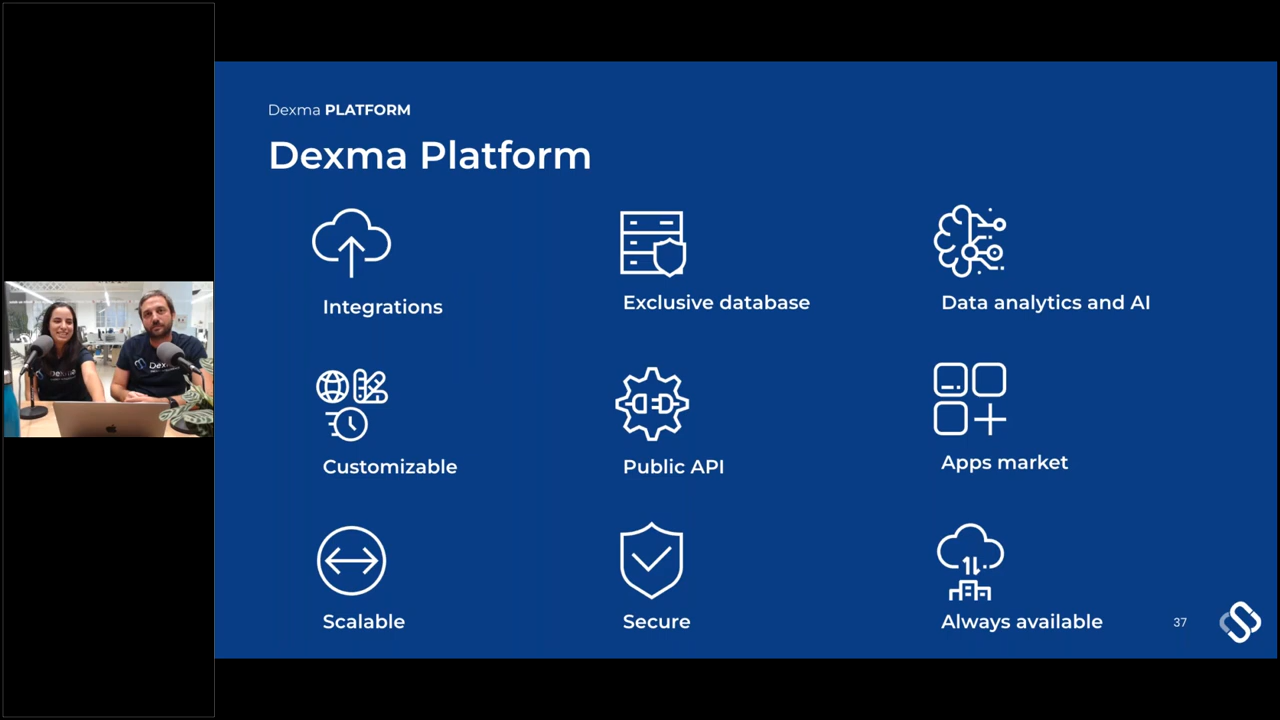 Dexma PLATFORM
Dexma Platform
Integrations
Exclusive database
Data analytics and AI
Customizable
Public API
Apps market
Scalable
Secure
Always available
37